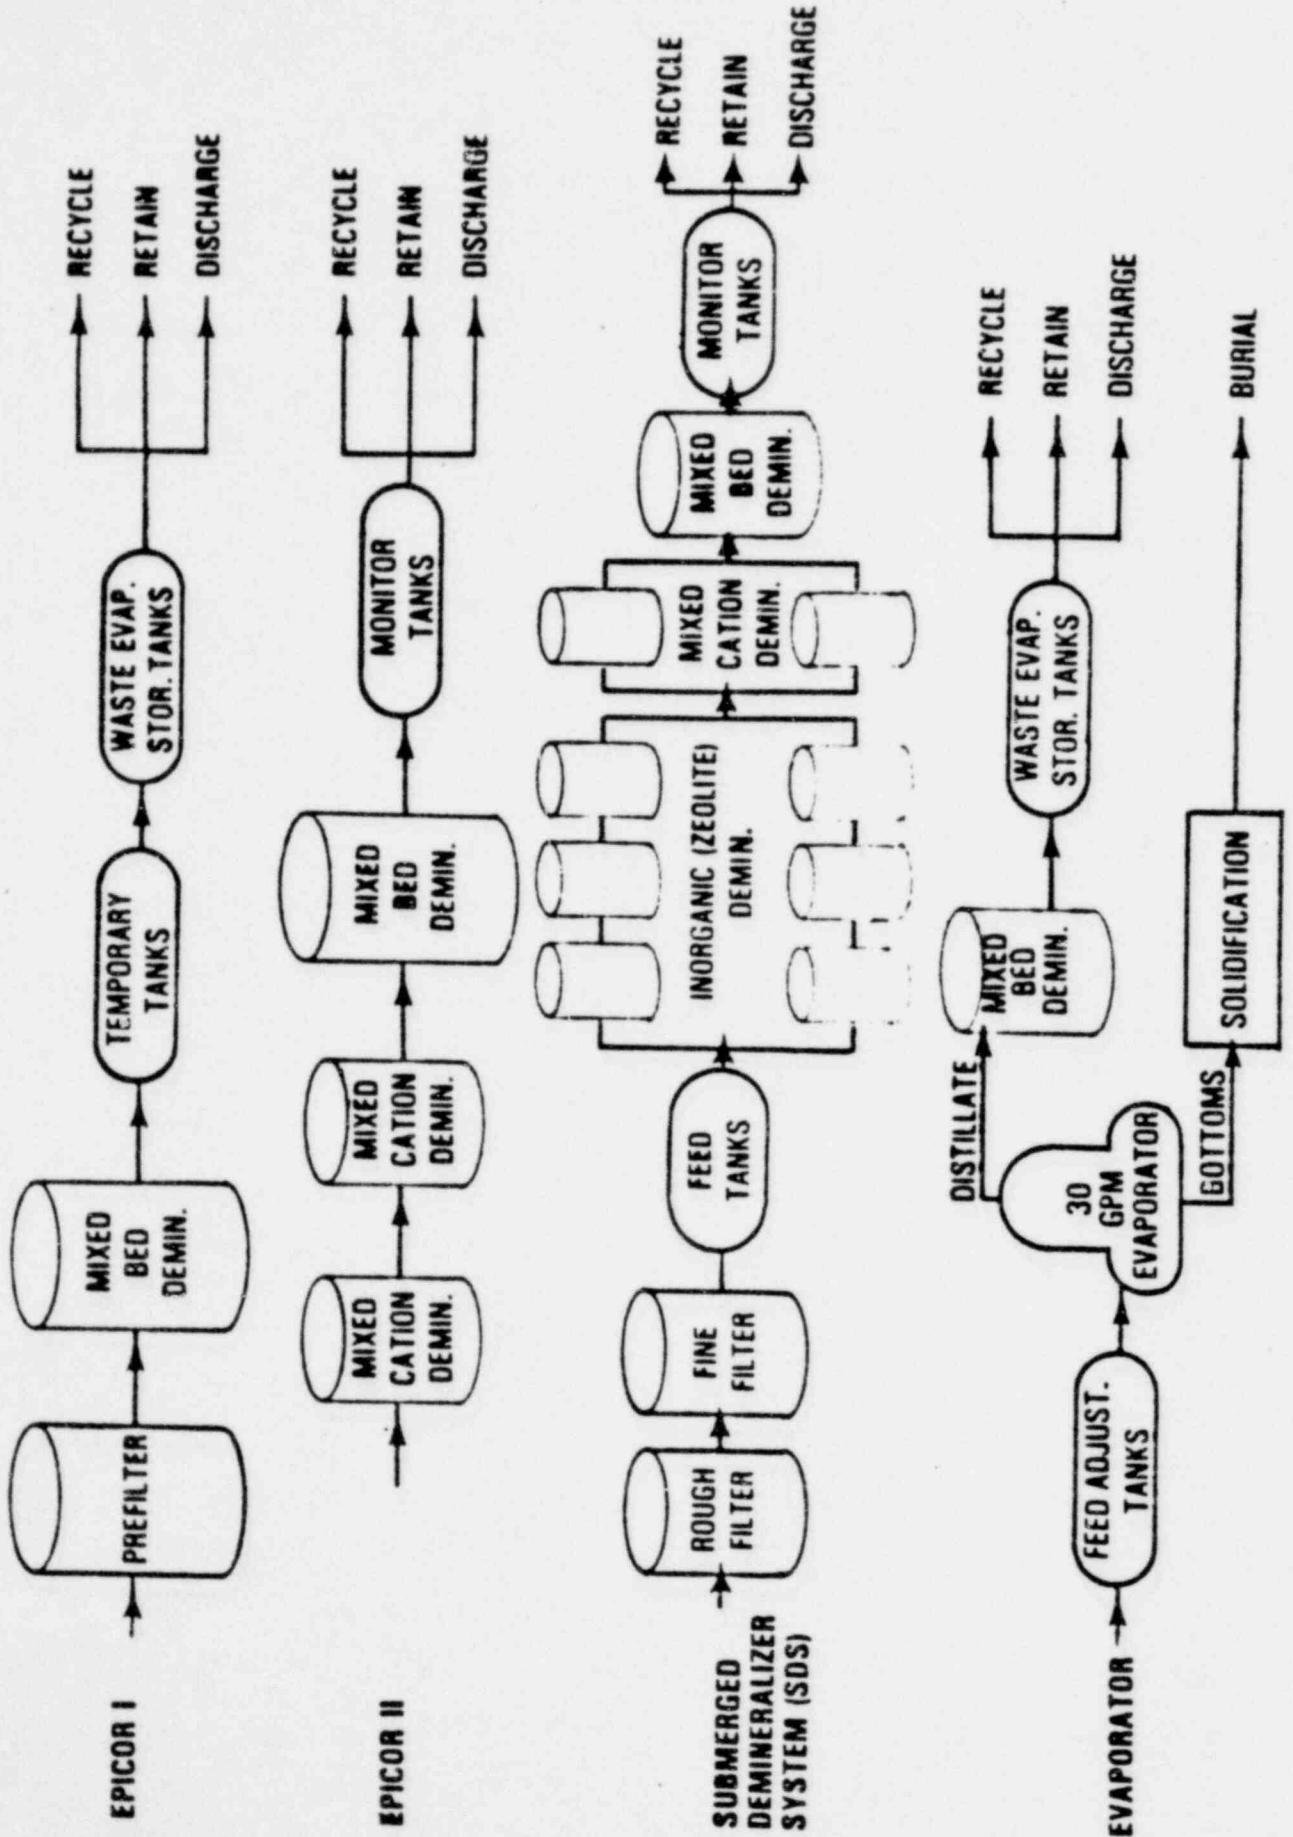 EPICOR I
PREFILTER
MIXED
BED
DEMIN.
TEMPORARY
TANKS
WASTE EVAP.
STOR. TANKS
RECYCLE
RETAIN
DISCHARGE
EPICOR II
MIXED
CATION
DEMIN.
MIXED
CATION
DEMIN.
MIXED
BED
DEMIN.
MONITOR
TANKS
RECYCLE
RETAIN
DISCHARGE
SUBMERGED
DEMINERALIZER
SYSTEM (SDS)
ROUGH
FILTER
FINE
FILTER
FEED
TANKS
INORGANIC (ZEOLITE)
DEMIN.
MIXED
CATION
DEMIN.
MIXED
BED
DEMIN.
MONITOR
TANKS
RECYCLE
RETAIN
DISCHARGE
EVAPORATOR
FEED ADJUST.
TANKS
30
GPM
EVAPORATOR
DISTILLATE
MIXED
BED
DEMIN.
WASTE EVAP.
STOR. TANKS
RECYCLE
RETAIN
DISCHARGE
GOTTOMS
SOLIDIFICATION
BURIAL